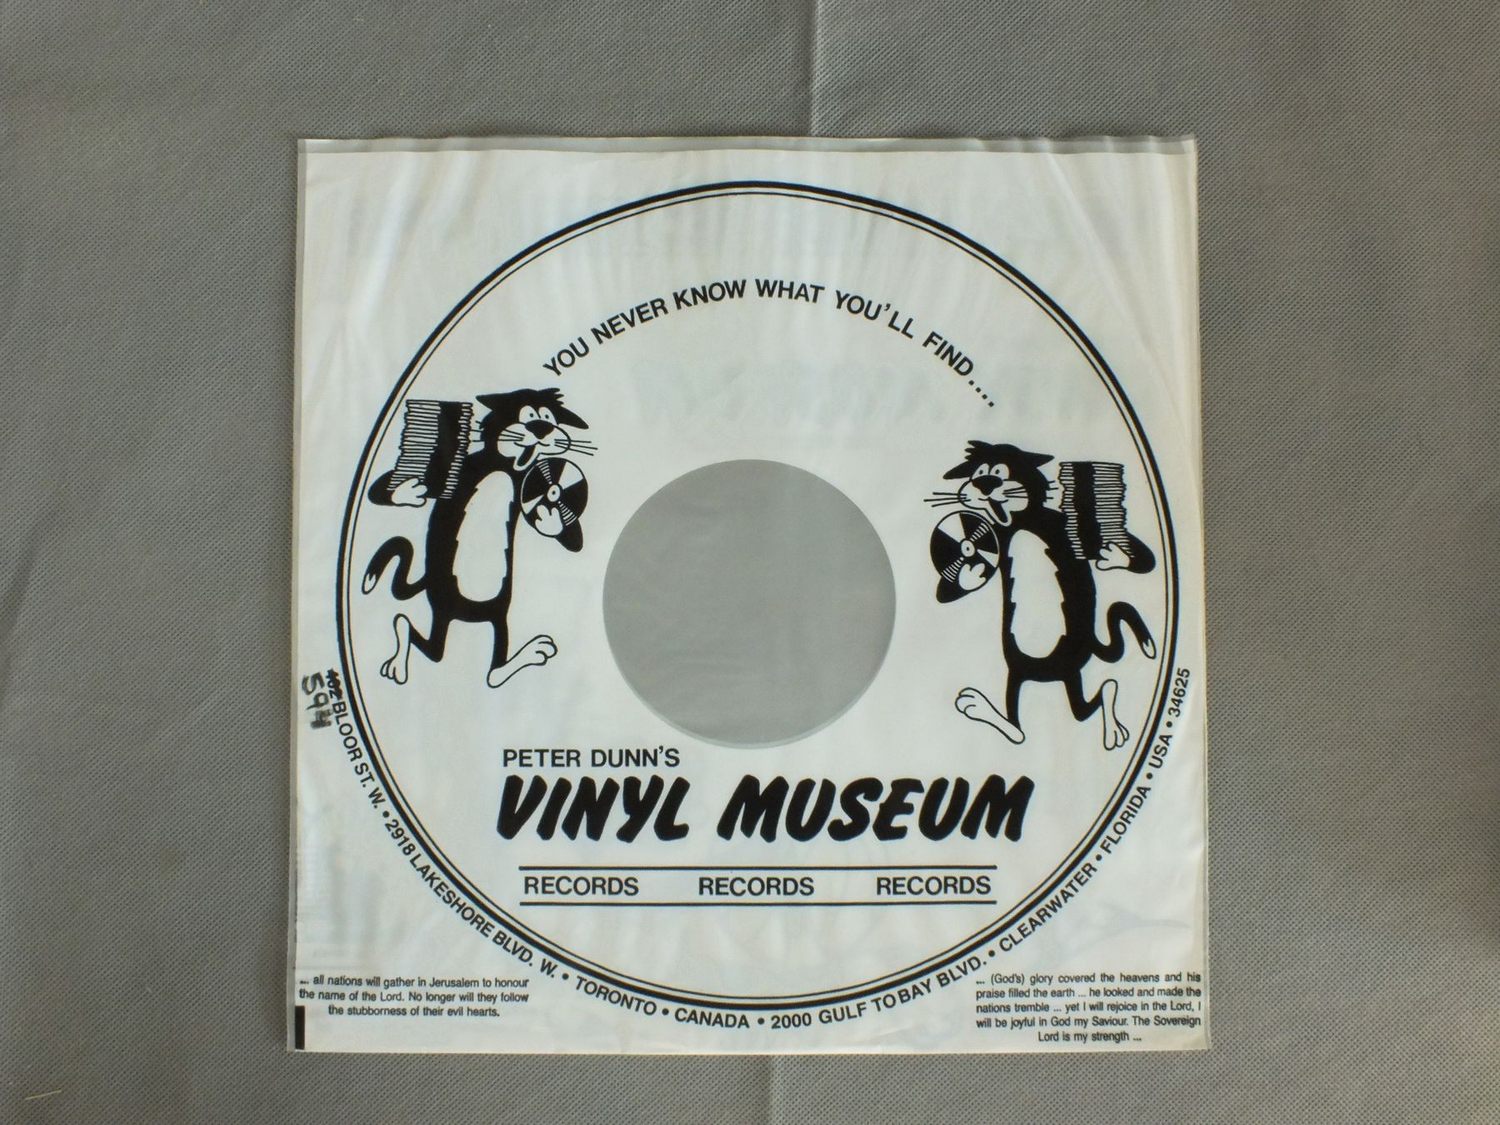 YOU NEVER KNOW WHAT YOU'LL FIND....
PETER DUNN'S
VINYL MUSEUM
RECORDS RECORDS RECORDS
594
402 BLOOR ST. W. • 2918 LAKESHORE BLVD. W. • TORONTO • CANADA • 2000 GULF TO BAY BLVD. • CLEARWATER • FLORIDA • USA • 34625
... all nations will gather in Jerusalem to honour
the name of the Lord. No longer will they follow
the stubborness of their evil hearts.
... (God's) glory covered the heavens and his
praise filled the earth ... he looked and made the
nations tremble ... yet I will rejoice in the Lord, I
will be joyful in God my Saviour. The Sovereign
Lord is my strength ...